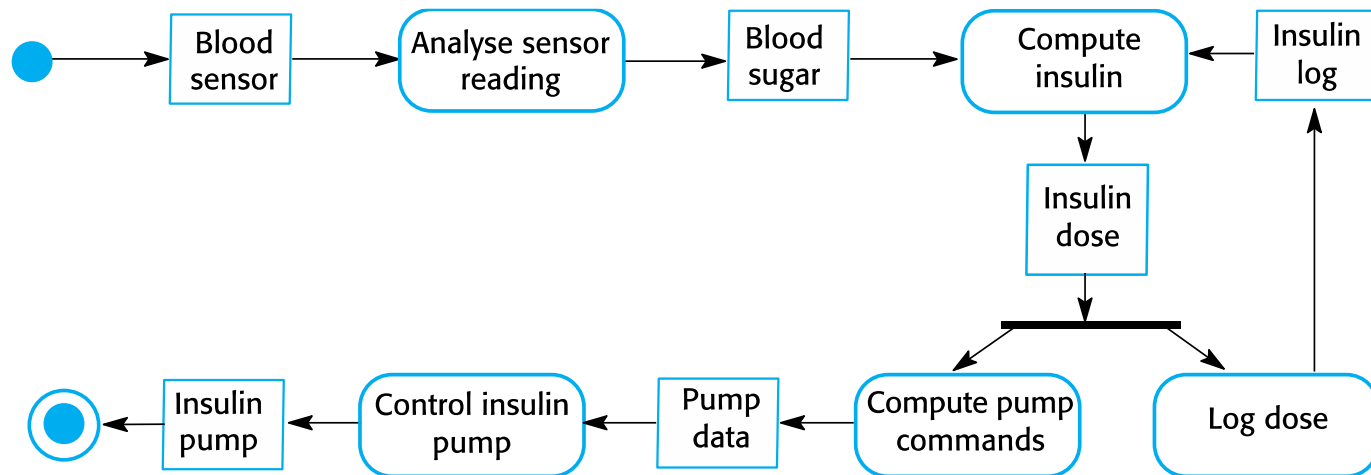 Blood
sensor
Analyse sensor
reading
Blood
sugar
Compute
insulin
Insulin
log
Insulin
dose
Insulin
pump
Control insulin
pump
Pump
data
Compute pump
commands
Log dose